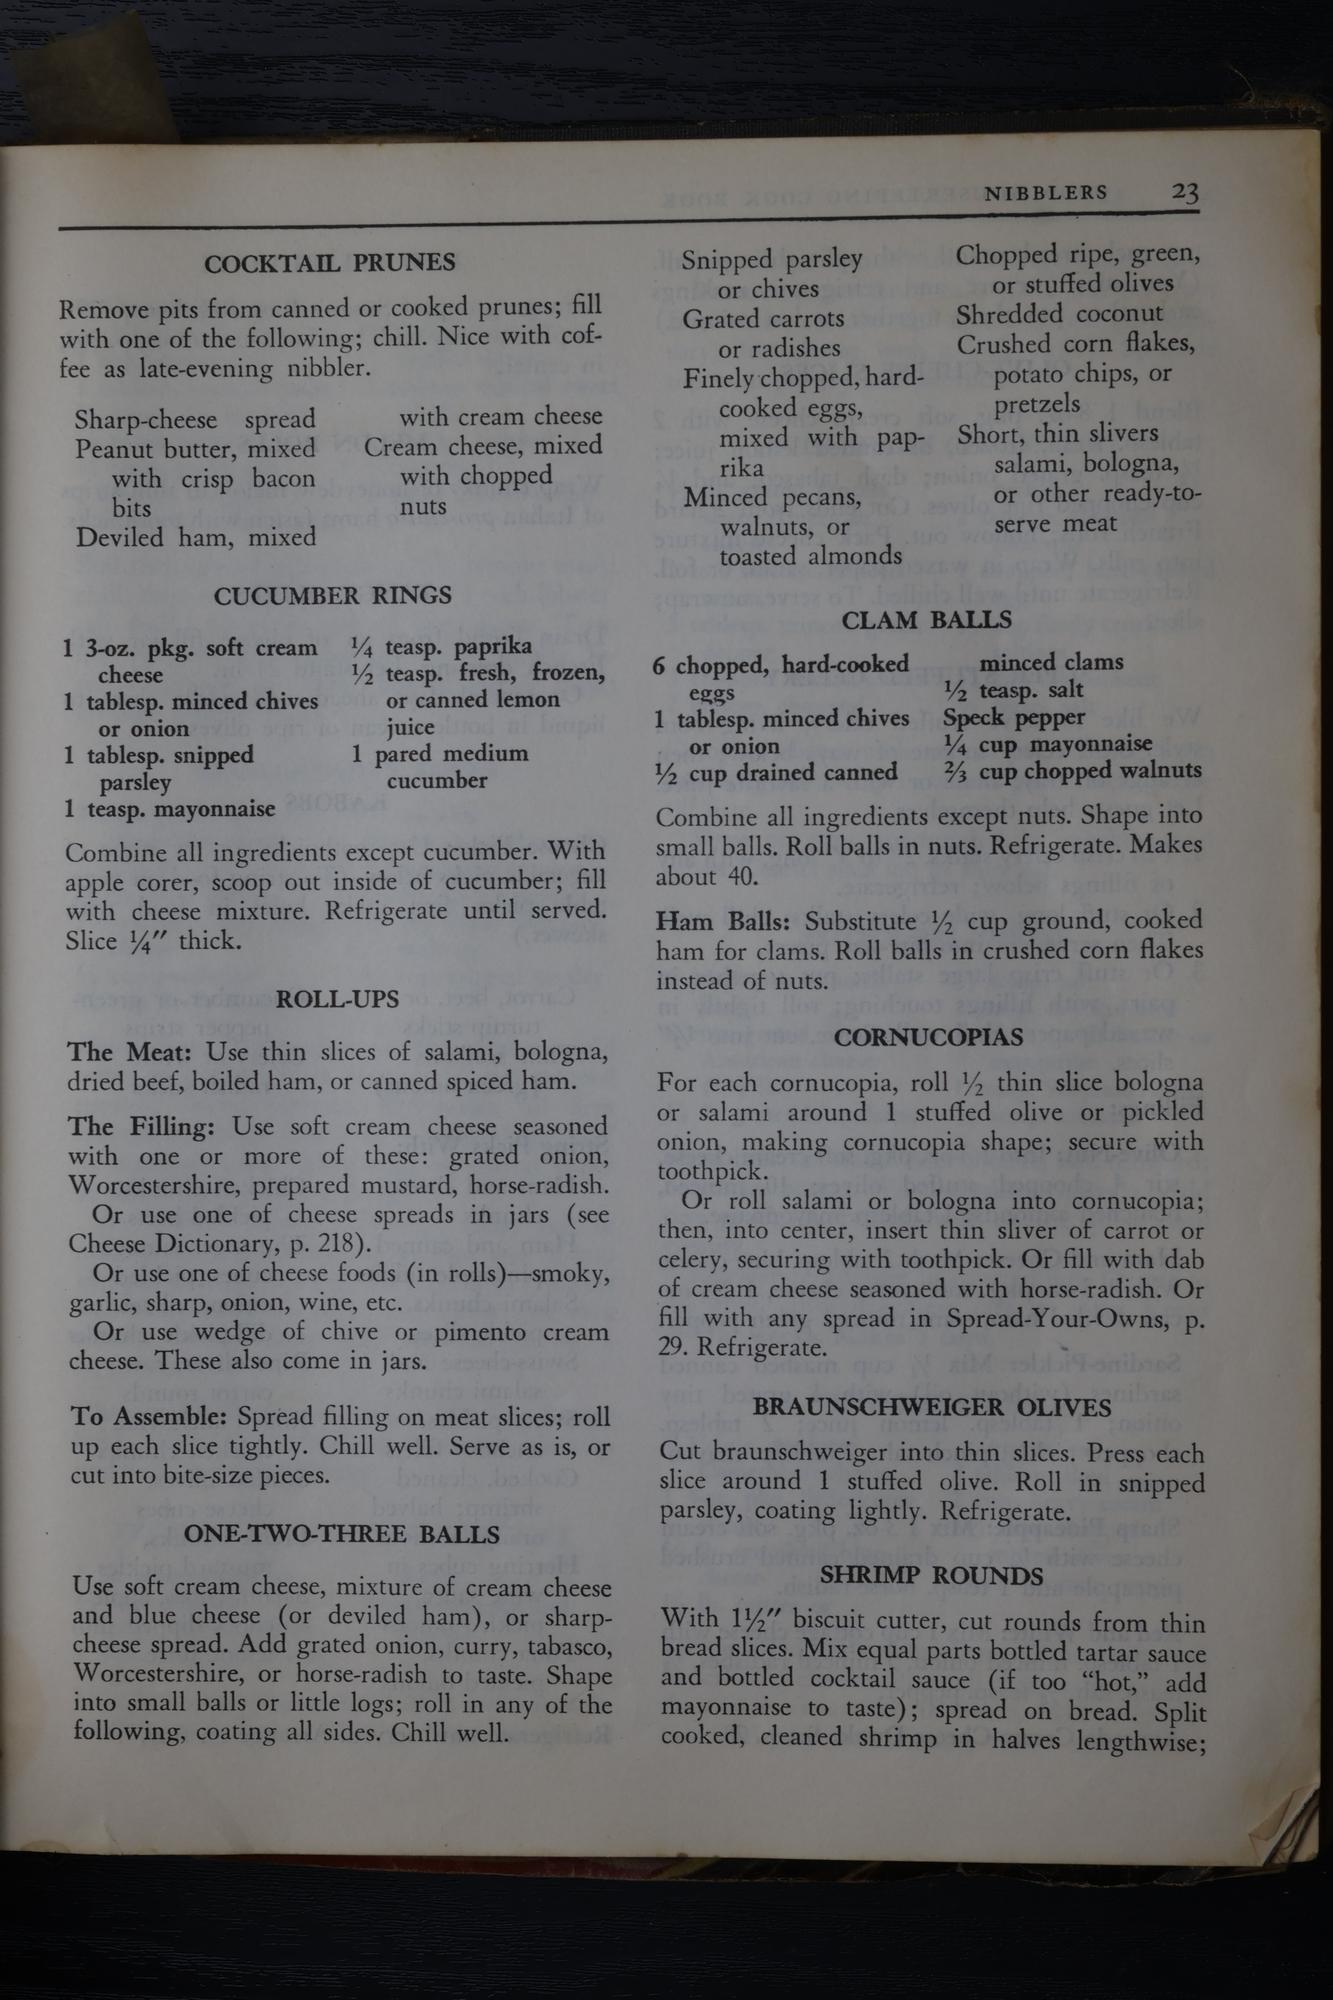 NIBBLERS 23
COCKTAIL PRUNES
Remove pits from canned or cooked prunes; fill
with one of the following; chill. Nice with cof-
fee as late-evening nibbler.
Sharp-cheese spread
Peanut butter, mixed
with crisp bacon
bits
Deviled ham, mixed
with cream cheese
Cream cheese, mixed
with chopped
nuts
CUCUMBER RINGS
1 3-oz. pkg. soft cream
cheese
1 tablesp. minced chives
or onion
1 tablesp. snipped
parsley
1 teasp. mayonnaise
¼ teasp. paprika
½ teasp. fresh, frozen,
or canned lemon
juice
1 pared medium
cucumber
Combine all ingredients except cucumber. With
apple corer, scoop out inside of cucumber; fill
with cheese mixture. Refrigerate until served.
Slice ¼″ thick.
ROLL-UPS
The Meat: Use thin slices of salami, bologna,
dried beef, boiled ham, or canned spiced ham.
The Filling: Use soft cream cheese seasoned
with one or more of these: grated onion,
Worcestershire, prepared mustard, horse-radish.
Or use one of cheese spreads in jars (see
Cheese Dictionary, p. 218).
Or use one of cheese foods (in rolls)—smoky,
garlic, sharp, onion, wine, etc.
Or use wedge of chive or pimento cream
cheese. These also come in jars.
To Assemble: Spread filling on meat slices; roll
up each slice tightly. Chill well. Serve as is, or
cut into bite-size pieces.
ONE-TWO-THREE BALLS
Use soft cream cheese, mixture of cream cheese
and blue cheese (or deviled ham), or sharp-
cheese spread. Add grated onion, curry, tabasco,
Worcestershire, or horse-radish to taste. Shape
into small balls or little logs; roll in any of the
following, coating all sides. Chill well.
Snipped parsley
or chives
Grated carrots
or radishes
Finely chopped, hard-
cooked eggs,
mixed with pap-
rika
Minced pecans,
walnuts, or
toasted almonds
Chopped ripe, green,
or stuffed olives
Shredded coconut
Crushed corn flakes,
potato chips, or
pretzels
Short, thin slivers
salami, bologna,
or other ready-to-
serve meat
CLAM BALLS
6 chopped, hard-cooked
eggs
1 tablesp. minced chives
or onion
½ cup drained canned
minced clams
½ teasp. salt
Speck pepper
¼ cup mayonnaise
⅔ cup chopped walnuts
Combine all ingredients except nuts. Shape into
small balls. Roll balls in nuts. Refrigerate. Makes
about 40.
Ham Balls: Substitute ½ cup ground, cooked
ham for clams. Roll balls in crushed corn flakes
instead of nuts.
CORNUCOPIAS
For each cornucopia, roll ½ thin slice bologna
or salami around 1 stuffed olive or pickled
onion, making cornucopia shape; secure with
toothpick.
Or roll salami or bologna into cornucopia;
then, into center, insert thin sliver of carrot or
celery, securing with toothpick. Or fill with dab
of cream cheese seasoned with horse-radish. Or
fill with any spread in Spread-Your-Owns, p.
29. Refrigerate.
BRAUNSCHWEIGER OLIVES
Cut braunschweiger into thin slices. Press each
slice around 1 stuffed olive. Roll in snipped
parsley, coating lightly. Refrigerate.
SHRIMP ROUNDS
With 1½″ biscuit cutter, cut rounds from thin
bread slices. Mix equal parts bottled tartar sauce
and bottled cocktail sauce (if too “hot,” add
mayonnaise to taste); spread on bread. Split
cooked, cleaned shrimp in halves lengthwise;